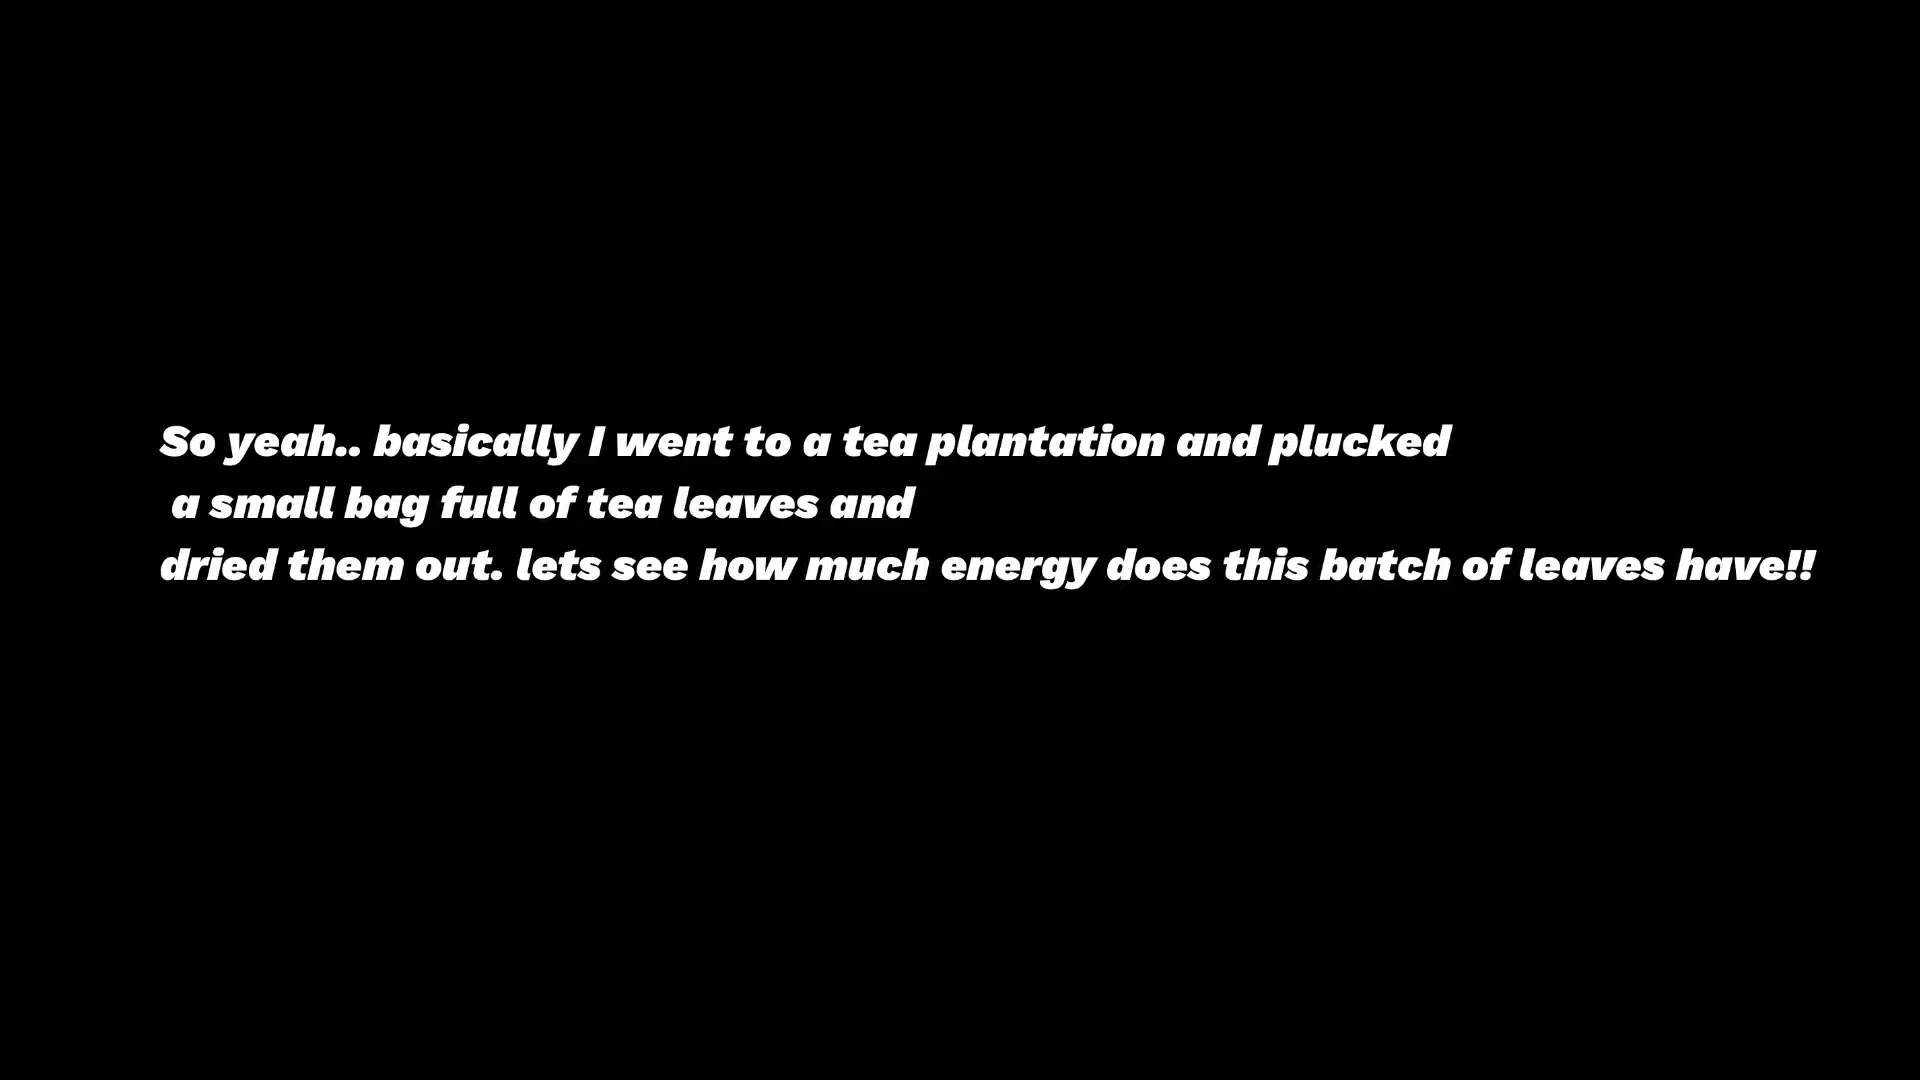 So yeah.. basically I went to a tea plantation and plucked
a small bag full of tea leaves and
dried them out. lets see how much energy does this batch of leaves have!!